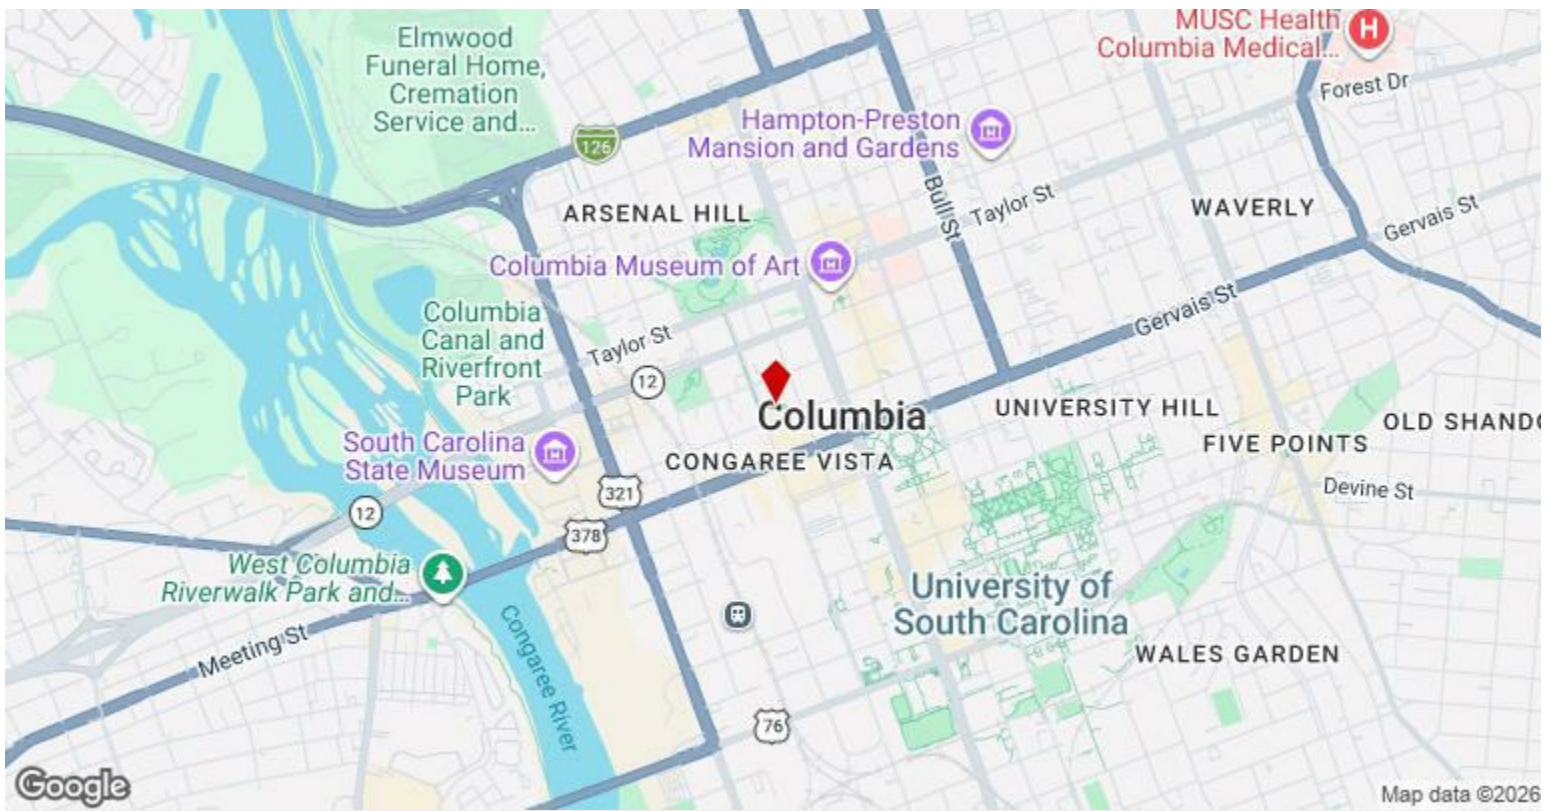 MUSC Health
Columbia Medical...
Elmwood
Funeral Home,
Cremation
Service and...
Forest Dr
126
Hampton-Preston
Mansion and Gardens
Bull St
Taylor St
WAVERLY
Gervais St
ARSENAL HILL
Columbia Museum of Art
Columbia
Canal and
Riverfront
Park
Taylor St
12
Gervais St
Columbia
UNIVERSITY HILL
OLD SHANDO
FIVE POINTS
South Carolina
State Museum
CONGAREE VISTA
321
Devine St
12
378
West Columbia
Riverwalk Park and...
University of
South Carolina
Meeting St
Congaree River
WALES GARDEN
76
Google
Map data ©2026